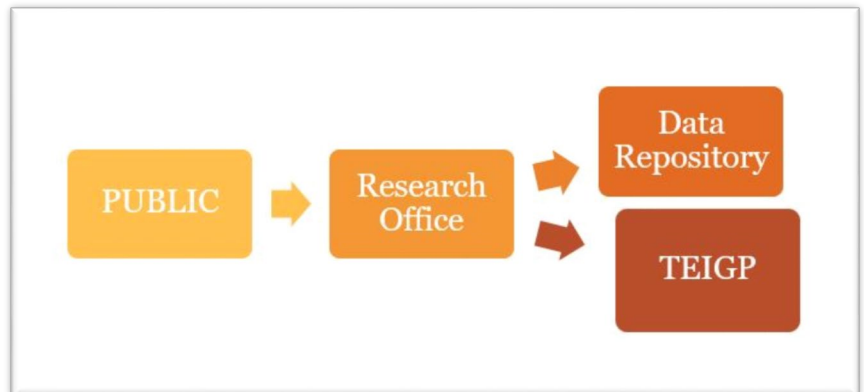 PUBLIC
Research
Office
Data
Repository
TEIGP